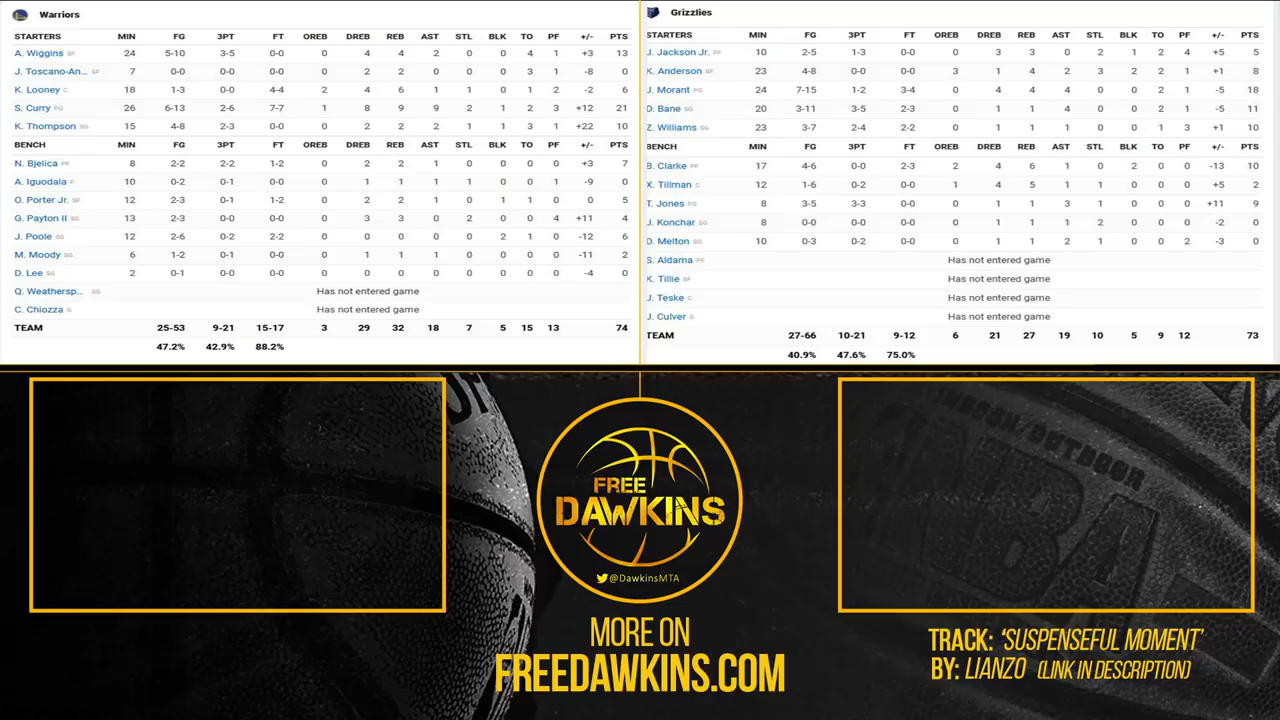 Warriors
STARTERS MIN FG 3PT FT OREB DREB REB AST STL BLK TO PF +/- PTS
A. Wiggins SF 24 5-10 3-5 0-0 0 4 4 2 0 0 4 1 +3 13
J. Toscano-An... SF 7 0-0 0-0 0-0 0 2 2 0 0 0 3 1 -8 0
K. Looney C 18 1-3 0-0 4-4 2 4 6 1 1 0 1 2 -2 6
S. Curry PG 26 6-13 2-6 7-7 1 8 9 9 2 1 2 3 +12 21
K. Thompson SG 15 4-8 2-3 0-0 0 2 2 2 1 1 3 1 +22 10
BENCH MIN FG 3PT FT OREB DREB REB AST STL BLK TO PF +/- PTS
N. Bjelica PF 8 2-2 2-2 1-2 0 2 2 1 0 0 0 0 +3 7
A. Iguodala F 10 0-2 0-1 0-0 0 1 1 1 1 0 1 0 -9 0
O. Porter Jr. SF 12 2-3 0-1 1-2 0 2 2 1 0 1 0 0 0 5
G. Payton II SG 13 2-3 0-0 0-0 0 3 3 0 2 0 0 4 +11 4
J. Poole SG 12 2-6 0-2 2-2 0 0 0 0 0 2 1 0 -12 6
M. Moody SG 6 1-2 0-1 0-0 0 1 1 1 0 0 0 1 -11 2
D. Lee SG 2 0-1 0-0 0-0 0 0 0 0 0 0 0 0 -4 0
Q. Weathersp... SG Has not entered game
C. Chiozza G Has not entered game
TEAM 25-53 9-21 15-17 3 29 32 18 7 5 15 13 74
47.2% 42.9% 88.2%
Grizzlies
STARTERS MIN FG 3PT FT OREB DREB REB AST STL BLK TO PF +/- PTS
J. Jackson Jr. PF 10 2-5 1-3 0-0 0 3 3 0 2 1 2 4 +5 5
K. Anderson SF 23 4-8 0-0 0-0 3 1 4 2 3 2 2 1 +1 8
J. Morant PG 24 7-15 1-2 3-4 0 4 4 4 1 0 2 1 -5 18
D. Bane SG 20 3-11 3-5 2-3 0 1 1 4 0 0 2 1 -5 11
Z. Williams SG 23 3-7 2-4 2-2 0 1 1 1 0 0 1 3 +1 10
BENCH MIN FG 3PT FT OREB DREB REB AST STL BLK TO PF +/- PTS
B. Clarke PF 17 4-6 0-0 2-3 2 4 6 1 0 2 0 0 -13 10
X. Tillman C 12 1-6 0-2 0-0 1 4 5 1 1 0 0 0 +5 2
T. Jones PG 8 3-5 3-3 0-0 0 1 1 3 1 0 0 0 +11 9
J. Konchar SG 8 0-0 0-0 0-0 0 1 1 1 2 0 0 0 -2 0
D. Melton SG 10 0-3 0-2 0-0 0 1 1 2 1 0 0 2 -3 0
S. Aldama PF Has not entered game
K. Tillie SF Has not entered game
J. Teske C Has not entered game
J. Culver G Has not entered game
TEAM 27-66 10-21 9-12 6 21 27 19 10 5 9 12 73
40.9% 47.6% 75.0%
INDOOR/OUTDOOR
FREE
DAWKINS
@DawkinsMTA
MORE ON
FREEDAWKINS.COM
TRACK: 'SUSPENSEFUL MOMENT'
BY: LIANZO (LINK IN DESCRIPTION)